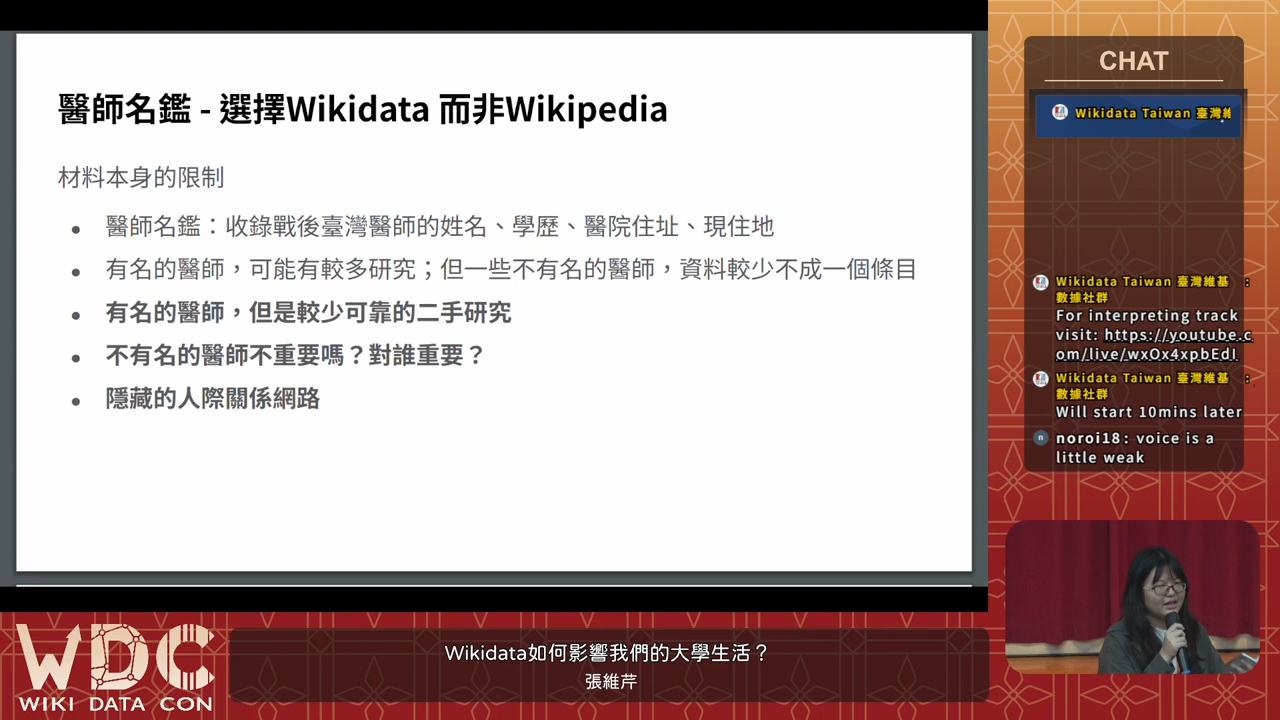 醫師名鑑 - 選擇Wikidata 而非Wikipedia
材料本身的限制
● 醫師名鑑：收錄戰後臺灣醫師的姓名、學歷、醫院住址、現住地
● 有名的醫師，可能有較多研究；但一些不有名的醫師，資料較少不成一個條目
● 有名的醫師，但是較少可靠的二手研究
● 不有名的醫師不重要嗎？對誰重要？
● 隱藏的人際關係網路
CHAT
Wikidata Taiwan 臺灣維
Wikidata Taiwan 臺灣維基
數據社群
:
For interpreting track
visit: https://youtube.c
om/live/wxOx4xpbEdI
Wikidata Taiwan 臺灣維基
數據社群
:
Will start 10mins later
n
noroi18: voice is a
little weak
WDC
WIKI DATA CON
Wikidata如何影響我們的大學生活？
張維芹